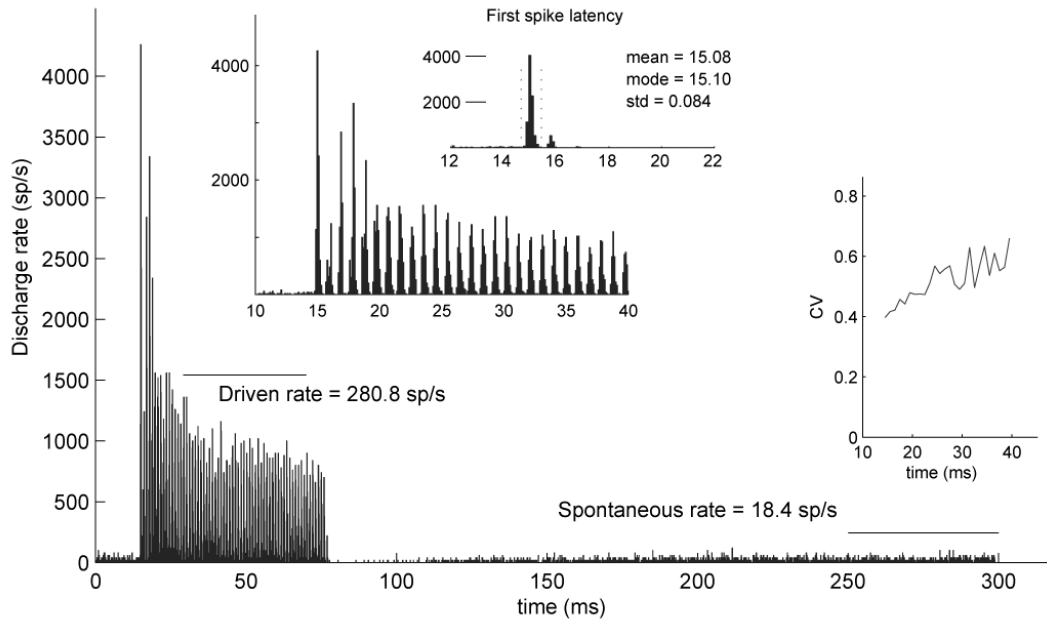 First spike latency
4000
2000
mean = 15.08
mode = 15.10
std = 0.084
12 14 16 18 20 22
4000
2000
10 15 20 25 30 35 40
Discharge rate (sp/s)
4000
3500
3000
2500
2000
1500
1000
500
0
Driven rate = 280.8 sp/s
CV
0.8
0.6
0.4
0.2
0
10 20 30 40
time (ms)
Spontaneous rate = 18.4 sp/s
0 50 100 150 200 250 300
time (ms)